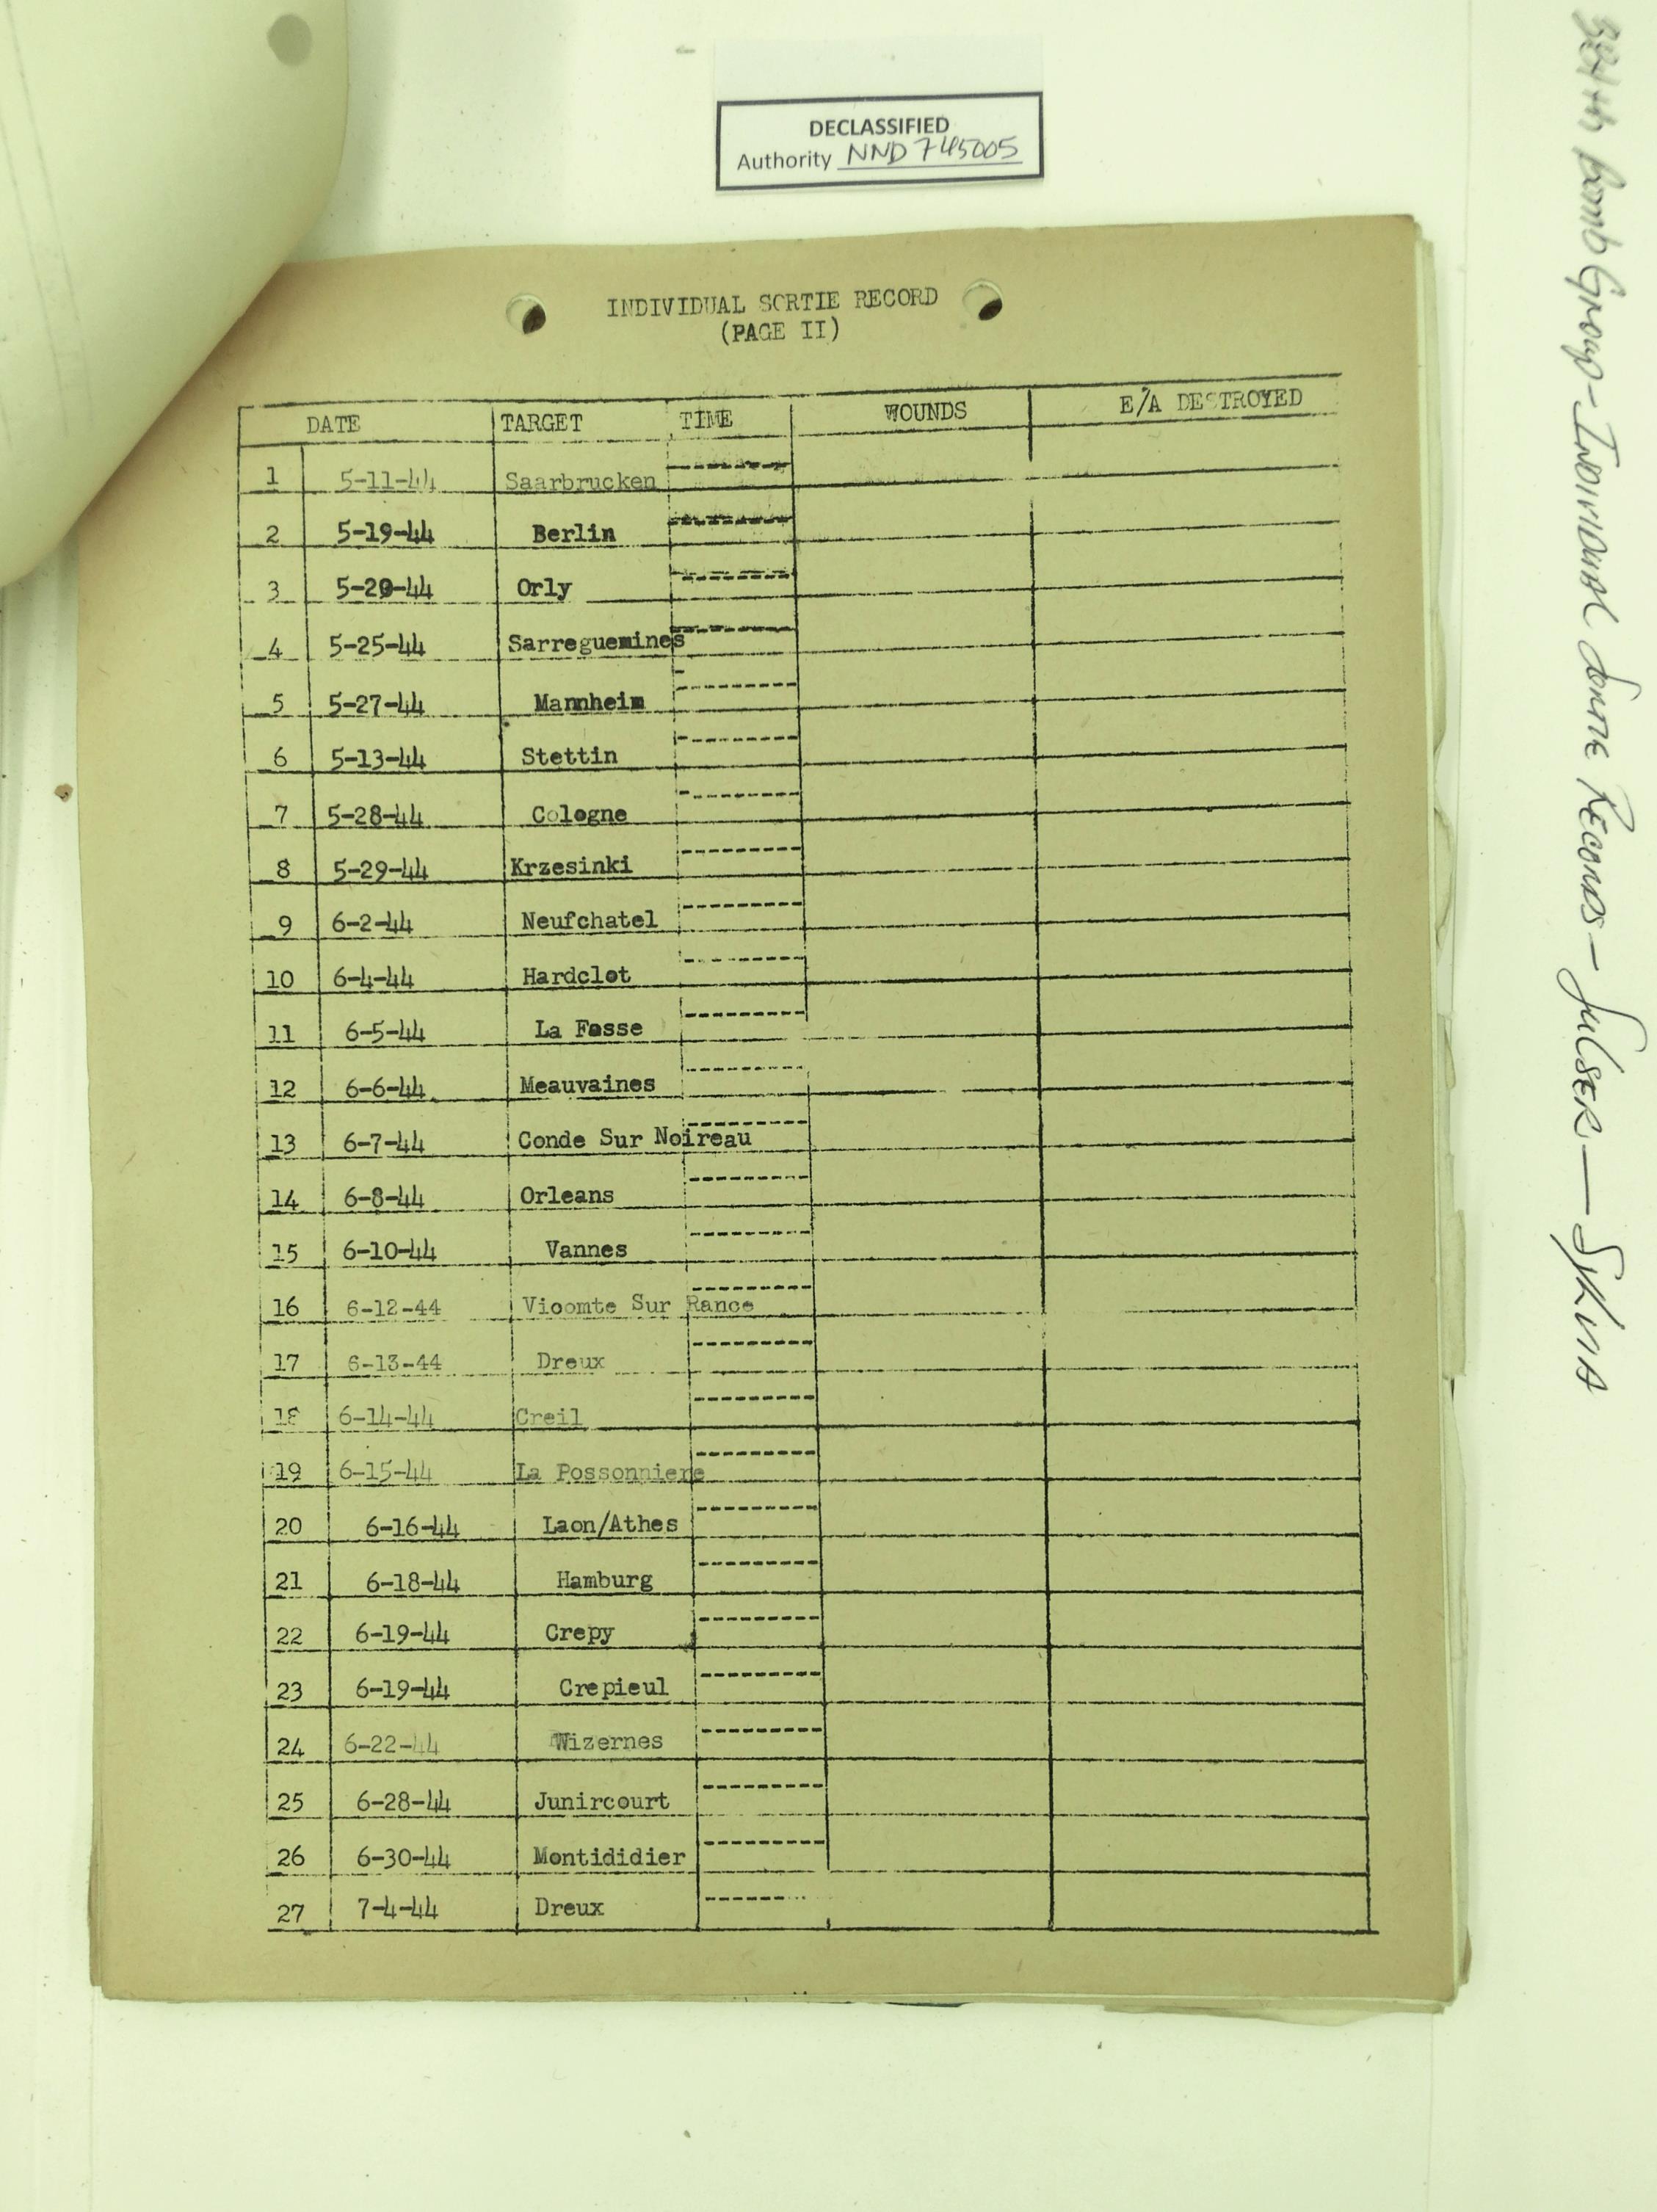 DECLASSIFIED
Authority NND 745005
INDIVIDUAL SORTIE RECORD
(PAGE II)
DATE TARGET TIME WOUNDS E/A DESTROYED
1 5-11-44 Saarbrucken
2 5-19-44 Berlin
3 5-20-44 Orly
4 5-25-44 Sarreguemines
5 5-27-44 Mannheim
6 5-13-44 Stettin
7 5-28-44 Cologne
8 5-29-44 Krzesinki
9 6-2-44 Neufchatel
10 6-4-44 Hardclot
11 6-5-44 La Fosse
12 6-6-44 Meauvaines
13 6-7-44 Conde Sur Noireau
14 6-8-44 Orleans
15 6-10-44 Vannes
16 6-12-44 Vicomte Sur Rance
17 6-13-44 Dreux
18 6-14-44 Creil
19 6-15-44 La Possonniere
20 6-16-44 Laon/Athes
21 6-18-44 Hamburg
22 6-19-44 Crepy
23 6-19-44 Crepieul
24 6-22-44 Wizernes
25 6-28-44 Junircourt
26 6-30-44 Montididier
27 7-4-44 Dreux
384th Bomb Group - Individual Sortie Records - Sulser - Sylvia